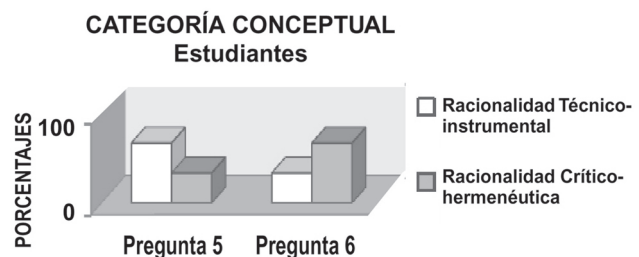 CATEGORÍA CONCEPTUAL
Estudiantes
PORCENTAJES
100
0
Pregunta 5
Pregunta 6
Racionalidad Técnico-
instrumental
Racionalidad Crítico-
hermenéutica